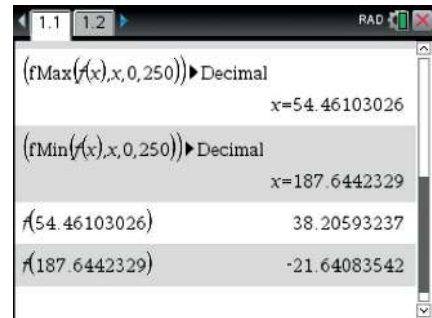 1.1 1.2 RAD
(fMax(f(x),x,0,250))▶Decimal
x=54.46103026
(fMin(f(x),x,0,250))▶Decimal
x=187.6442329
f(54.46103026) 38.20593237
f(187.6442329) -21.64083542